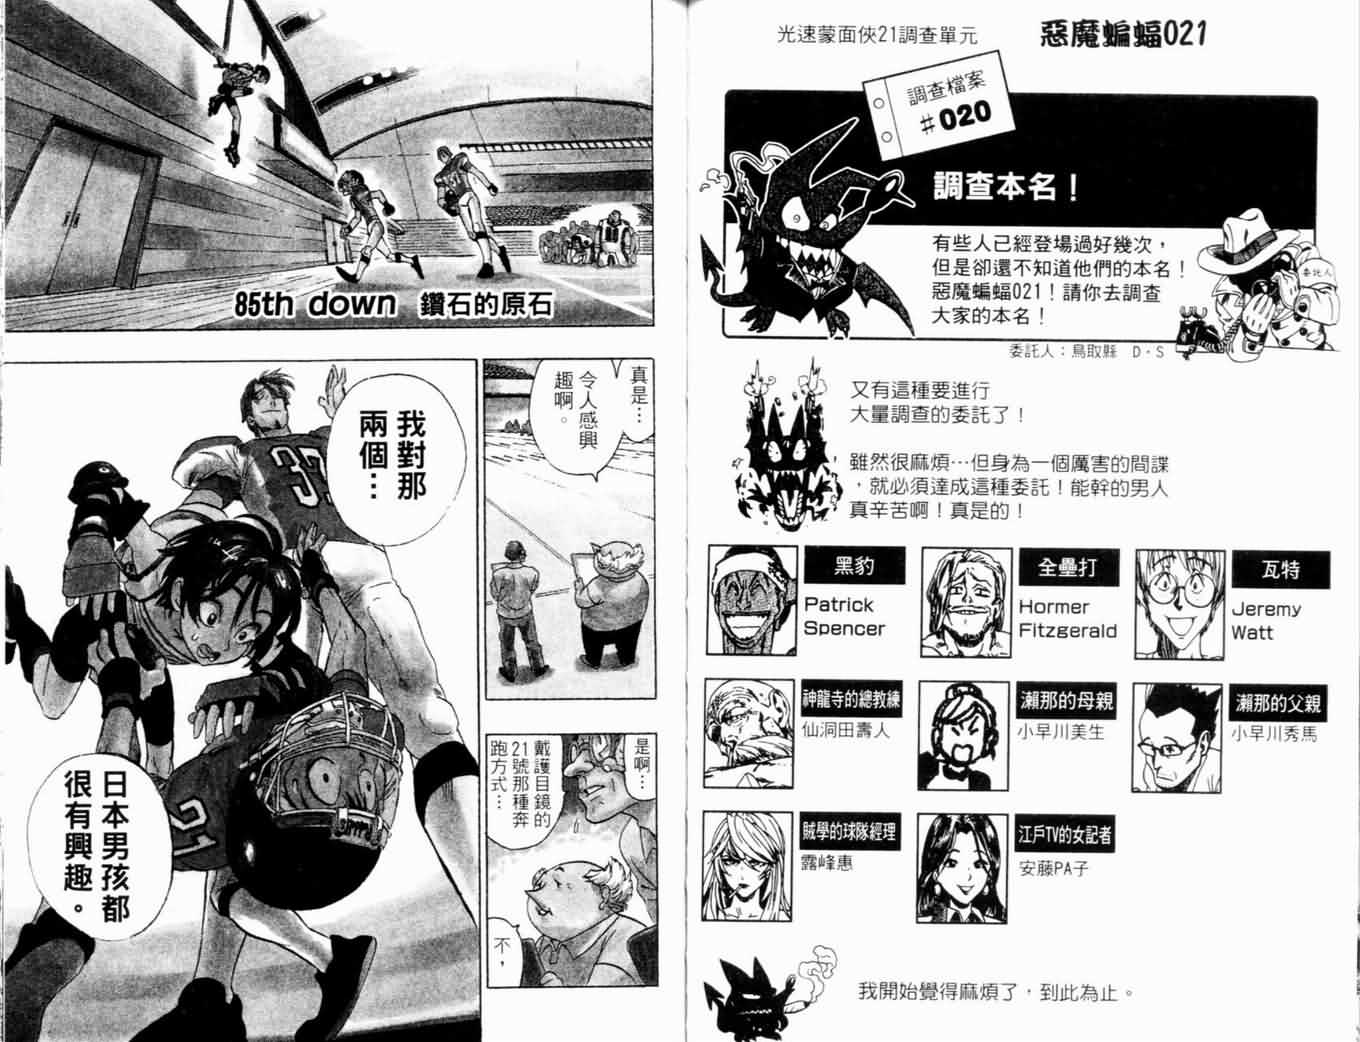 光速蒙面俠21調查單元
惡魔蝙蝠021
調查檔案
#020
調查本名！
有些人已經登場過好幾次，
但是卻還不知道他們的本名！
惡魔蝙蝠021！請你去調查
大家的本名！
委託人
委託人：鳥取縣　D・S
又有這種要進行
大量調查的委託了！
雖然很麻煩…但身為一個厲害的間諜
，就必須達成這種委託！能幹的男人
真辛苦啊！真是的！
黑豹
Patrick
Spencer
全壘打
Hormer
Fitzgerald
瓦特
Jeremy
Watt
神龍寺的總教練
仙洞田壽人
瀨那的母親
小早川美生
瀨那的父親
小早川秀馬
賊學的球隊經理
露峰惠
江戶TV的女記者
安藤PA子
我開始覺得麻煩了，到此為止。
85th down 鑽石的原石
真是…
令人感興
趣啊。
是啊…
戴護目鏡的
21號那種奔
跑方式…
不，
我對那
兩個…
37
21
日本男孩都
很有興趣。